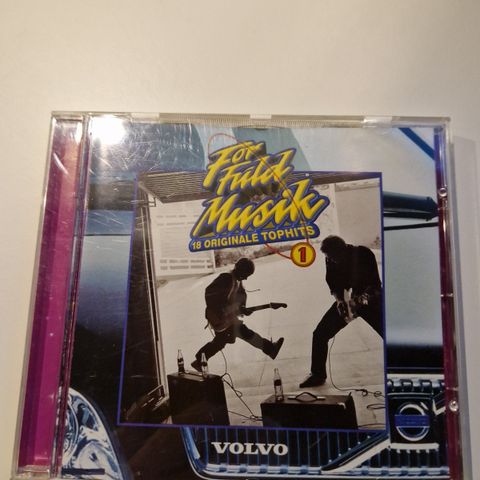 For
Fuld
Musik
18 ORIGINALE TOPHITS
1
VOLVO